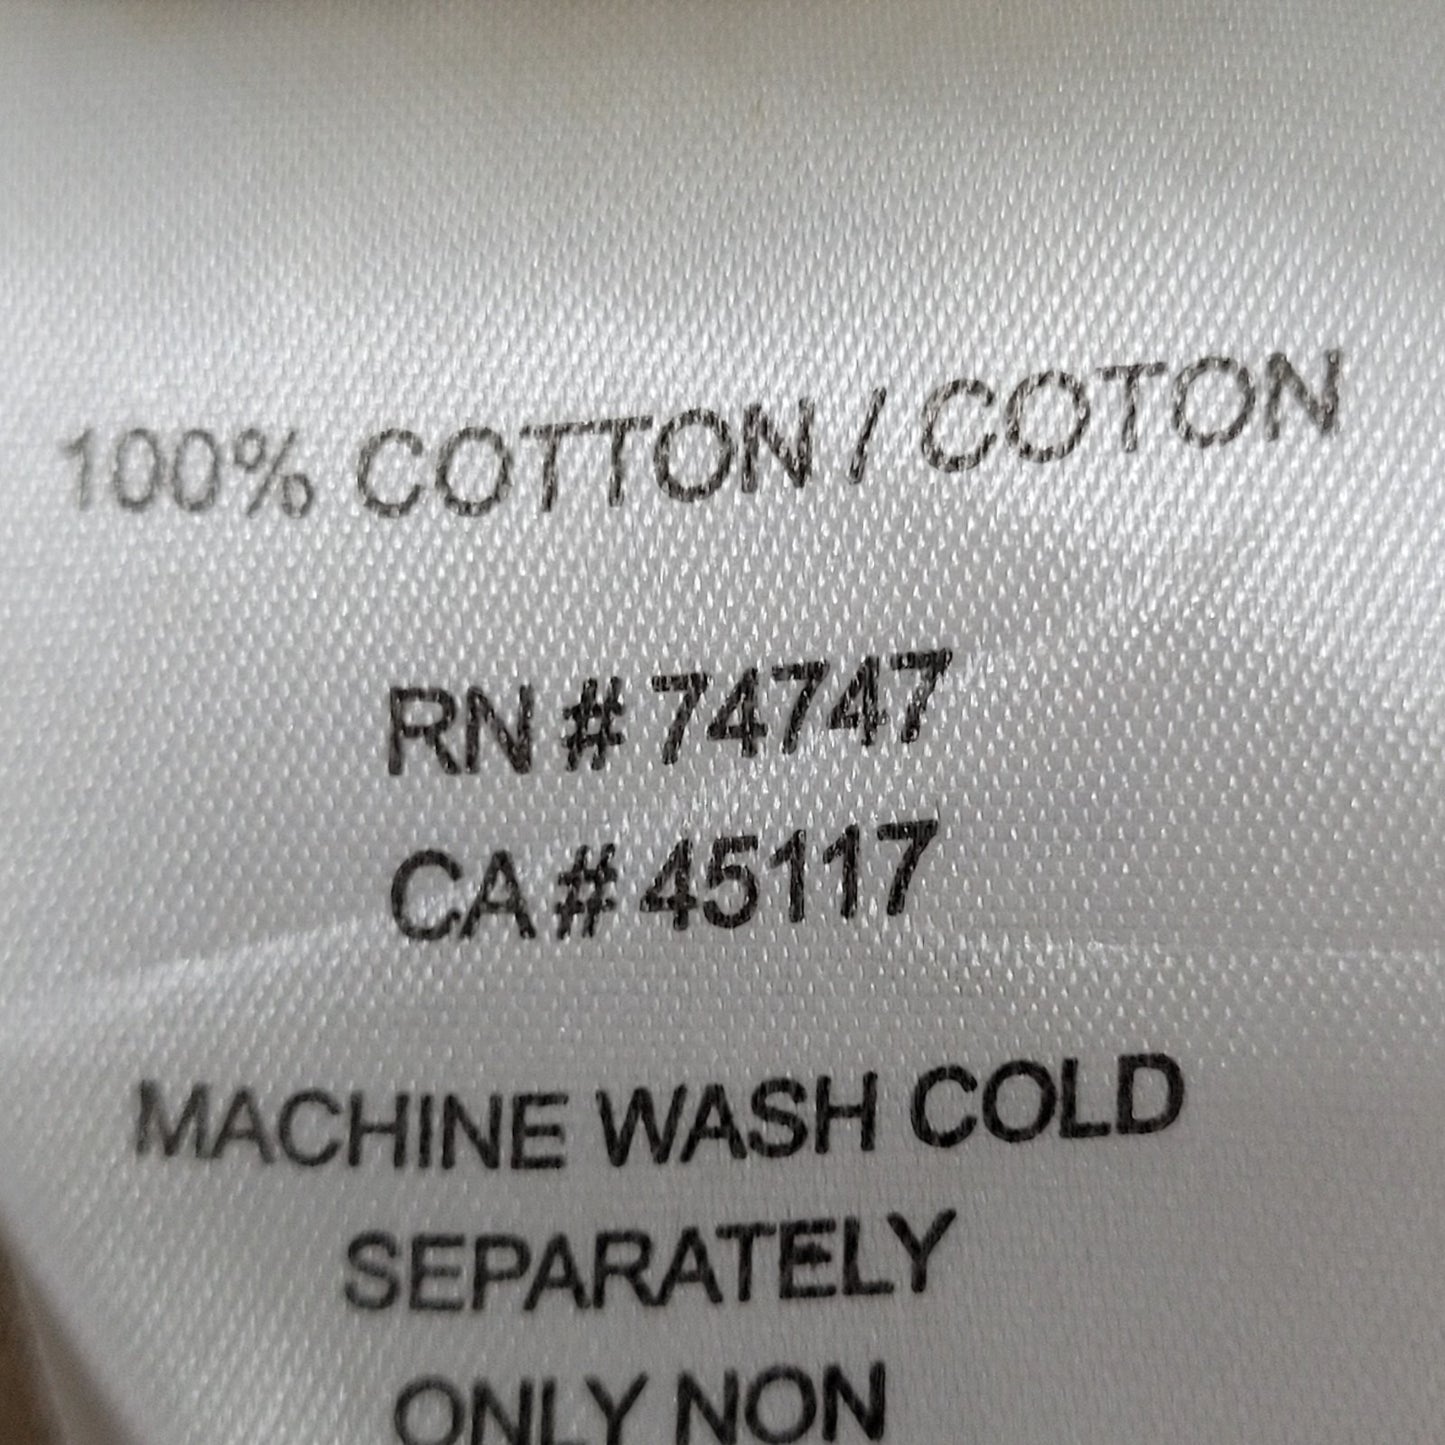 100% COTTON / COTON
RN # 74747
CA # 45117
MACHINE WASH COLD
SEPARATELY
ONLY NON